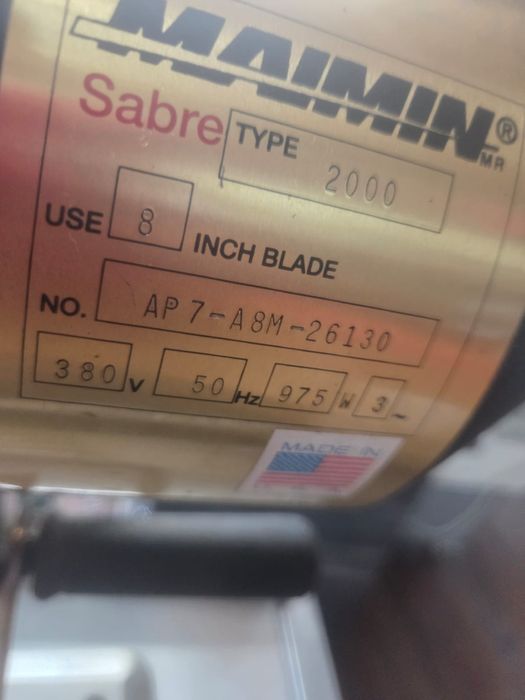 MAIMIN®
MR
Sabre TYPE 2000
USE 8 INCH BLADE
NO. AP7-A8M-26130
380 V 50 Hz 975 W 3~
MADE IN